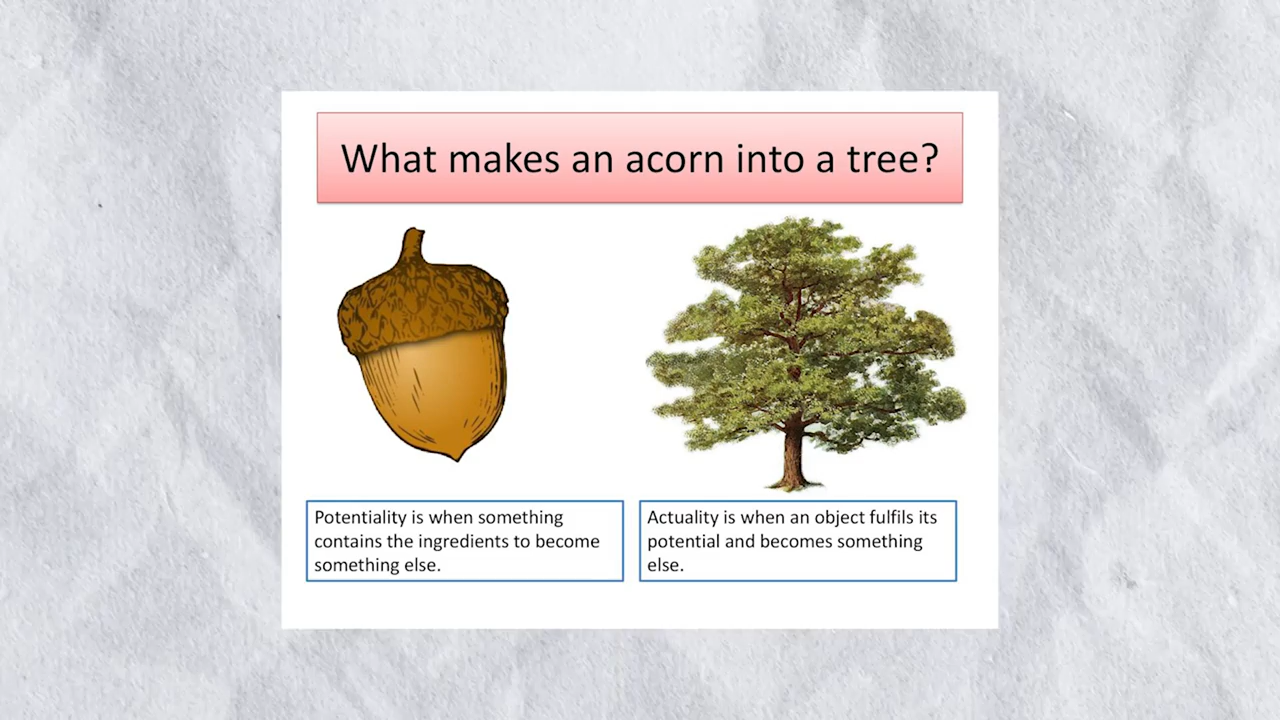 What makes an acorn into a tree?
Potentiality is when something
contains the ingredients to become
something else.
Actuality is when an object fulfils its
potential and becomes something
else.